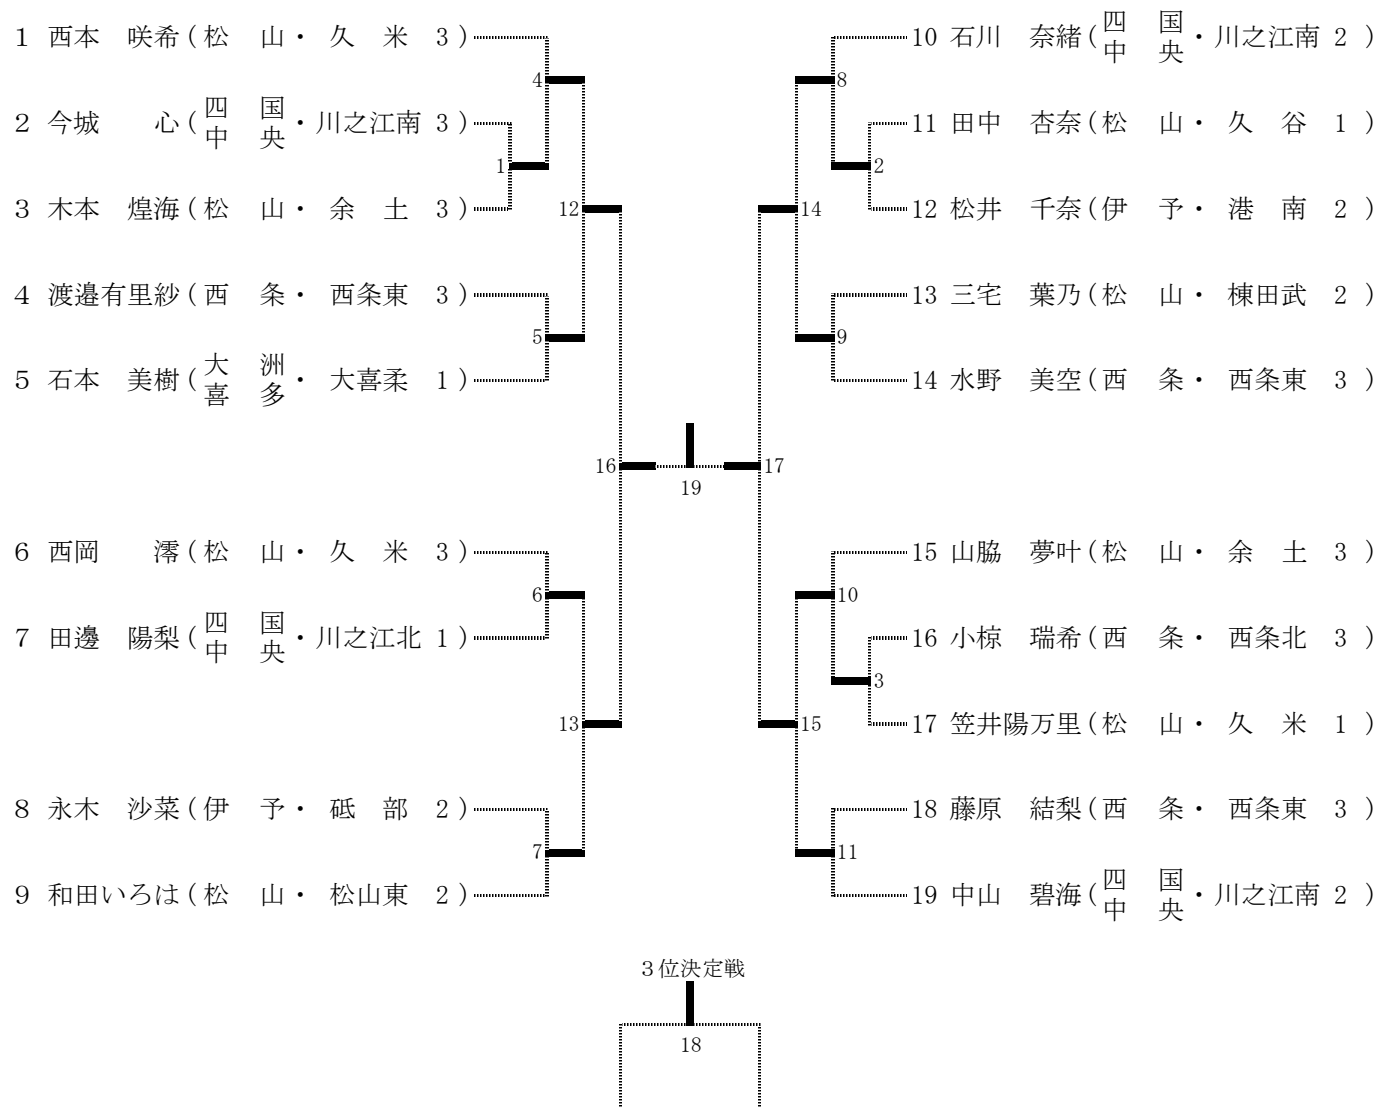 1 西本　咲希(松　山・久　米 3)
4
2 今城　　心(四　国中　央・川之江南 3)
1
3 木本　煌海(松　山・余　土 3)
12
4 渡邉有里紗(西　条・西条東 3)
5
5 石本　美樹(大　洲喜　多・大喜柔 1)
16
6 西岡　　澪(松　山・久　米 3)
6
7 田邊　陽梨(四　国中　央・川之江北 1)
13
8 永木　沙菜(伊　予・砥　部 2)
7
9 和田いろは(松　山・松山東 2)
10 石川　奈緒(四　国中　央・川之江南 2)
8
11 田中　杏奈(松　山・久　谷 1)
2
12 松井　千奈(伊　予・港　南 2)
14
13 三宅　葉乃(松　山・棟田武 2)
9
14 水野　美空(西　条・西条東 3)
17
19
15 山脇　夢叶(松　山・余　土 3)
10
16 小椋　瑞希(西　条・西条北 3)
3
17 笠井陽万里(松　山・久　米 1)
15
18 藤原　結梨(西　条・西条東 3)
11
19 中山　碧海(四　国中　央・川之江南 2)
3位決定戦
18